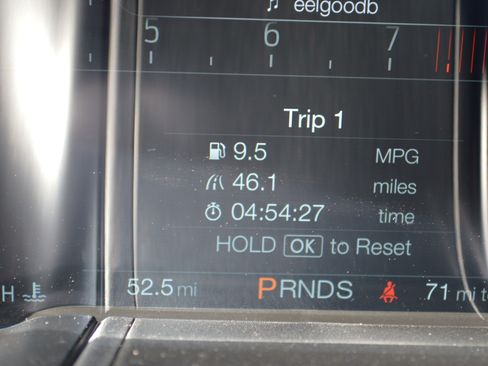 eelgoodb
5 6 7
Trip 1
9.5 MPG
46.1 miles
04:54:27 time
HOLD OK to Reset
H 52.5 mi PRNDS 71 mi t